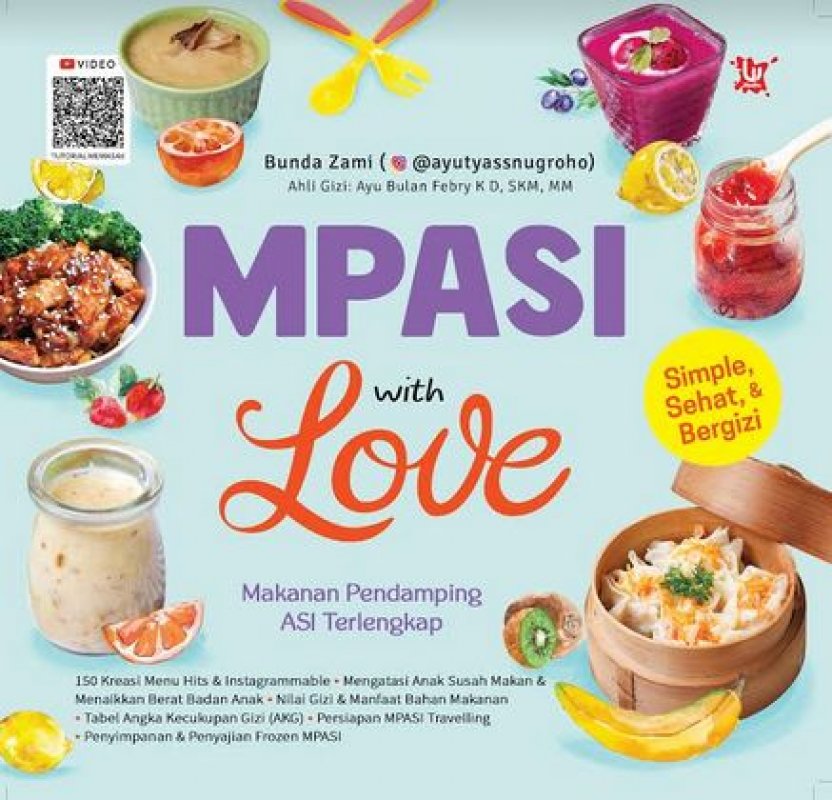 VIDEO
TUTORIAL MEMASAK
Bunda Zami ( @ayutyassnugroho)
Ahli Gizi: Ayu Bulan Febry K D, SKM, MM
MPASI
with
Love
Simple,
Sehat, &
Bergizi
Makanan Pendamping
ASI Terlengkap
150 Kreasi Menu Hits & Instagrammable • Mengatasi Anak Susah Makan &
Menaikkan Berat Badan Anak • Nilai Gizi & Manfaat Bahan Makanan
• Tabel Angka Kecukupan Gizi (AKG) • Persiapan MPASI Travelling
• Penyimpanan & Penyajian Frozen MPASI